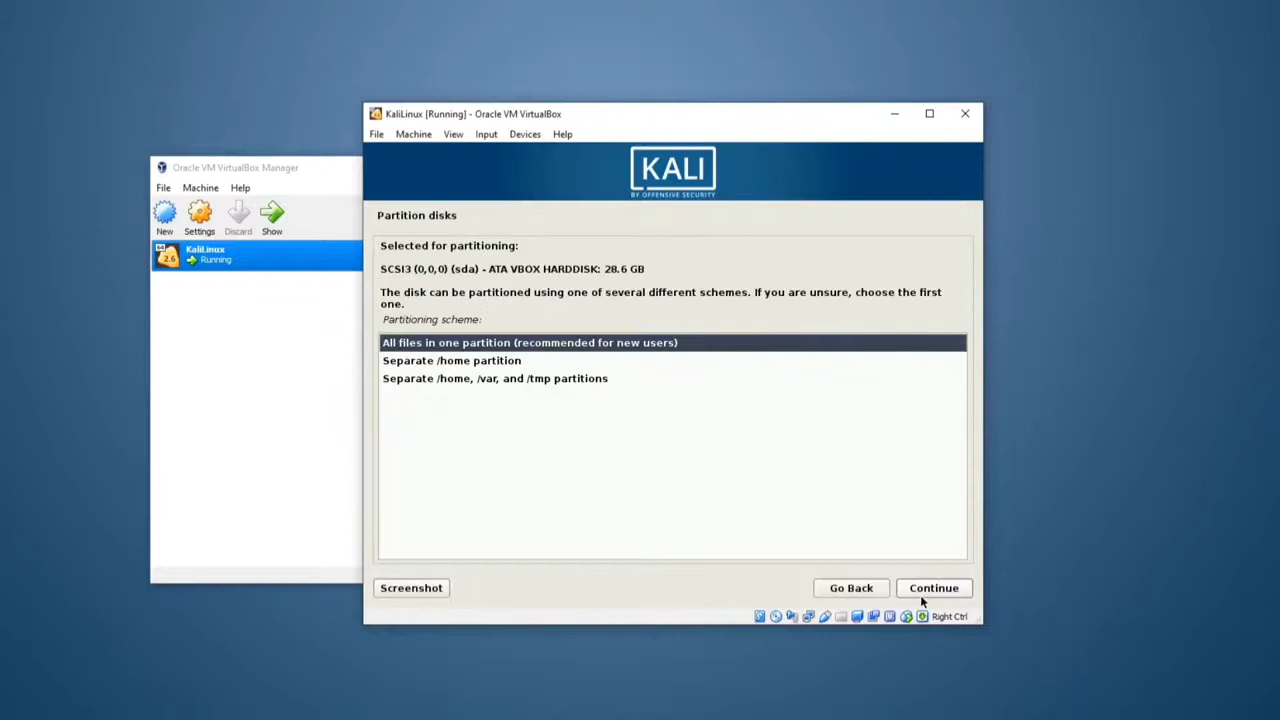 KaliLinux [Running] - Oracle VM VirtualBox
File Machine View Input Devices Help
KALI
BY OFFENSIVE SECURITY
Oracle VM VirtualBox Manager
File Machine Help
New Settings Discard Show
64
2.6
KaliLinux
Running
Partition disks
Selected for partitioning:
SCSI3 (0,0,0) (sda) - ATA VBOX HARDDISK: 28.6 GB
The disk can be partitioned using one of several different schemes. If you are unsure, choose the first
one.
Partitioning scheme:
All files in one partition (recommended for new users)
Separate /home partition
Separate /home, /var, and /tmp partitions
Screenshot
Go Back
Continue
Right Ctrl